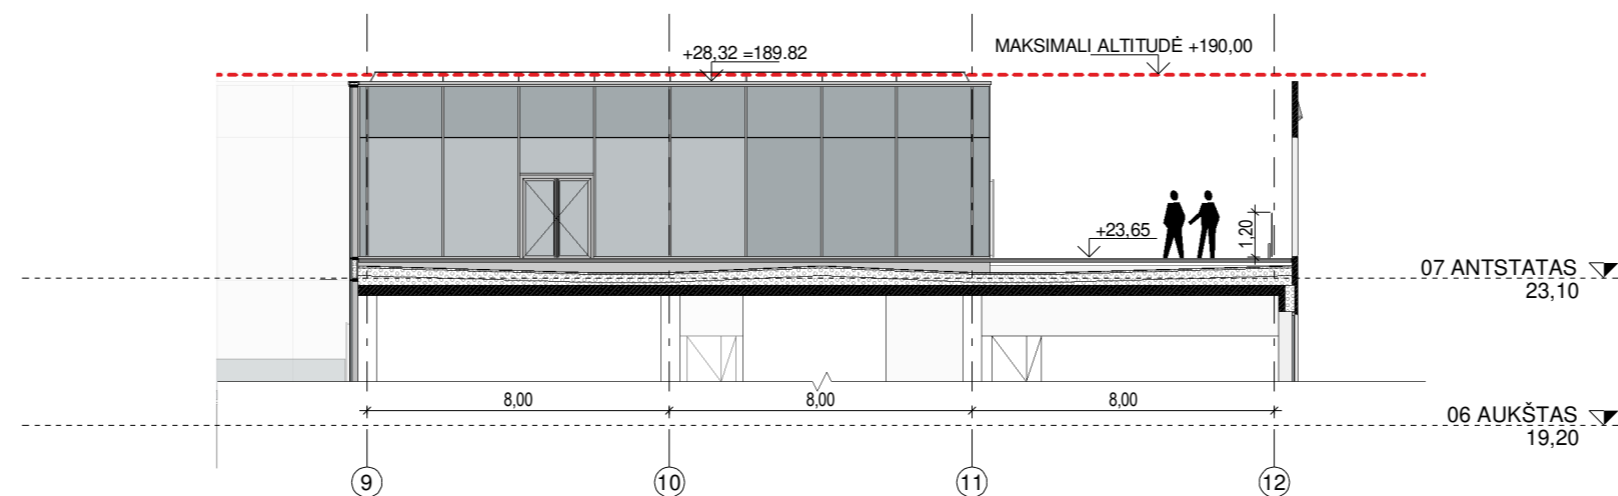 MAKSIMALI ALTITUDĖ +190,00
+28,32 =189.82
+23,65
1,20
07 ANTSTATAS
23,10
8,00 8,00 8,00
06 AUKŠTAS
19,20
9 10 11 12